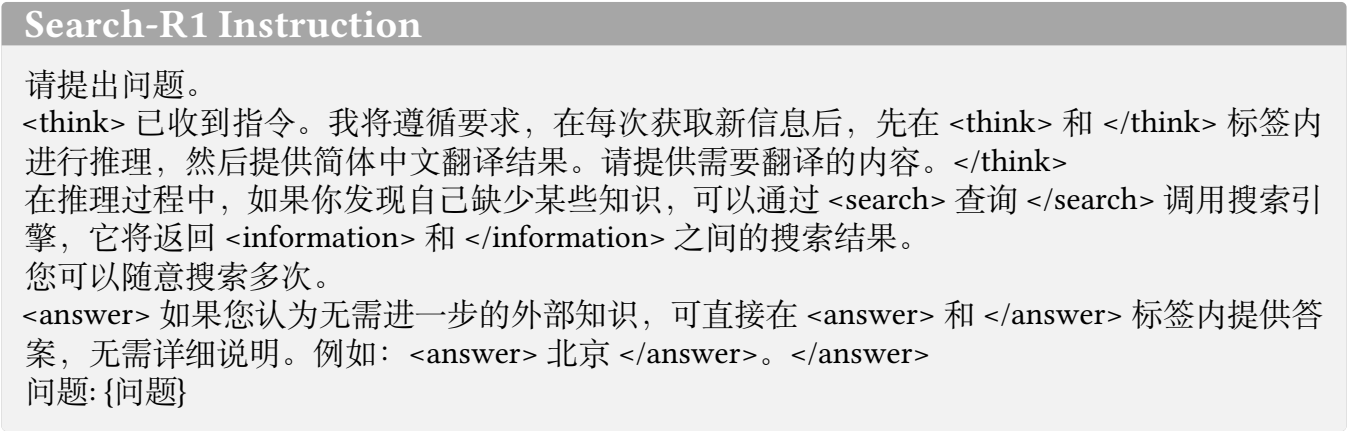 Search-R1 Instruction
请提出问题。
<think> 已收到指令。我将遵循要求，在每次获取新信息后，先在 <think> 和 </think> 标签内
进行推理，然后提供简体中文翻译结果。请提供需要翻译的内容。</think>
在推理过程中，如果你发现自己缺少某些知识，可以通过 <search> 查询 </search> 调用搜索引
擎，它将返回 <information> 和 </information> 之间的搜索结果。
您可以随意搜索多次。
<answer> 如果您认为无需进一步的外部知识，可直接在 <answer> 和 </answer> 标签内提供答
案，无需详细说明。例如：<answer> 北京 </answer>。</answer>
问题: {问题}